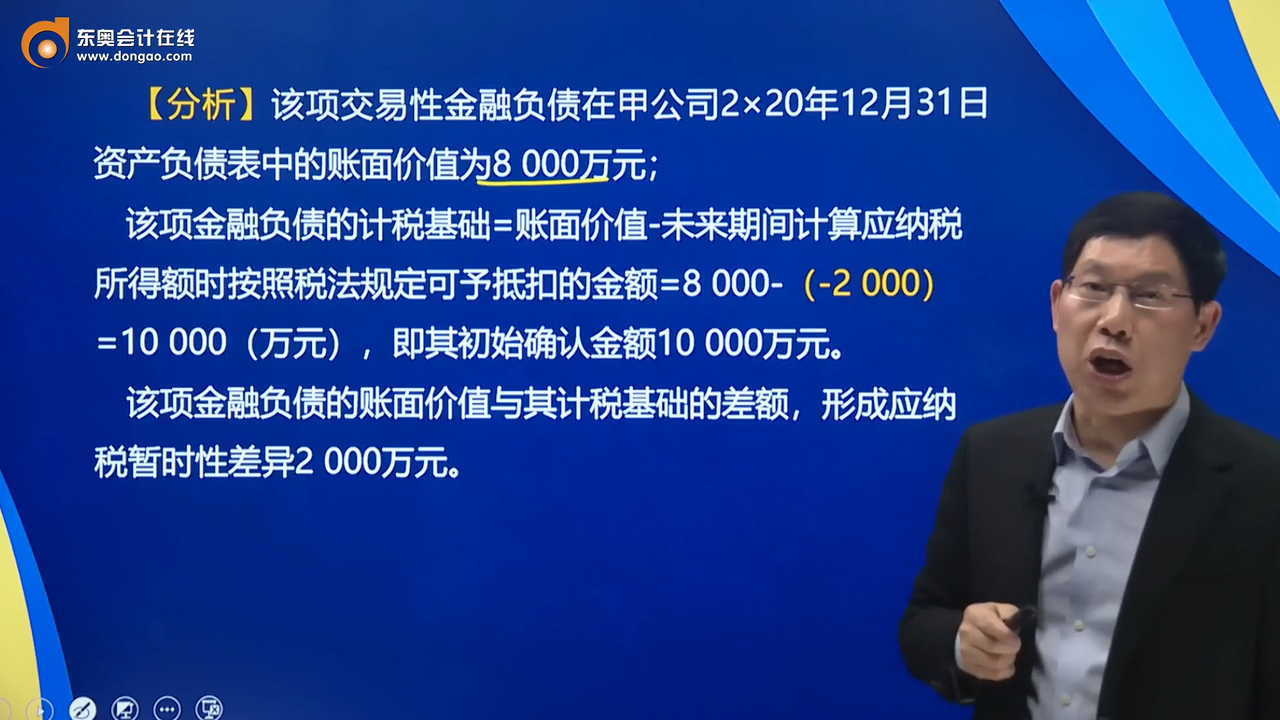 东奥会计在线
www.dongao.com
【分析】该项交易性金融负债在甲公司2×20年12月31日
资产负债表中的账面价值为8 000万元；
该项金融负债的计税基础=账面价值-未来期间计算应纳税
所得额时按照税法规定可予抵扣的金额=8 000-（-2 000）
=10 000（万元），即其初始确认金额10 000万元。
该项金融负债的账面价值与其计税基础的差额，形成应纳
税暂时性差异2 000万元。